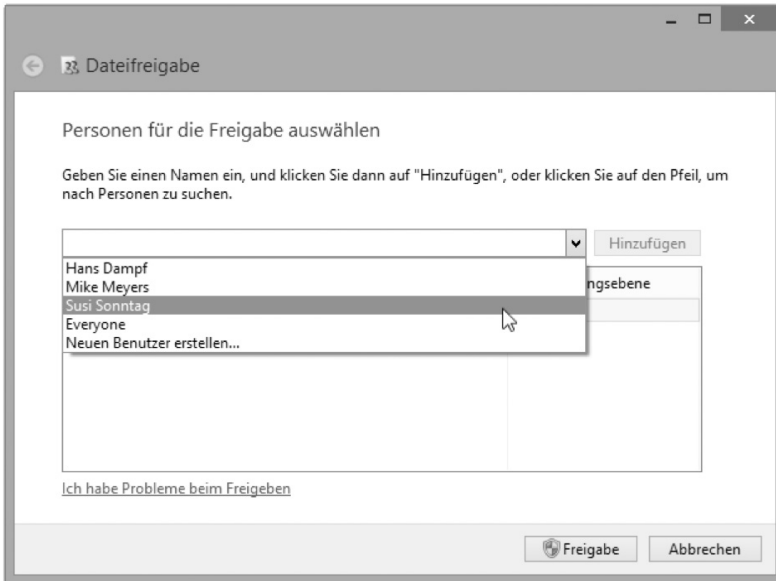 Dateifreigabe
Personen für die Freigabe auswählen
Geben Sie einen Namen ein, und klicken Sie dann auf "Hinzufügen", oder klicken Sie auf den Pfeil, um
nach Personen zu suchen.
Hinzufügen
Hans Dampf
Mike Meyers
Susi Sonntag
Everyone
Neuen Benutzer erstellen...
ngsebene
Ich habe Probleme beim Freigeben
Freigabe Abbrechen